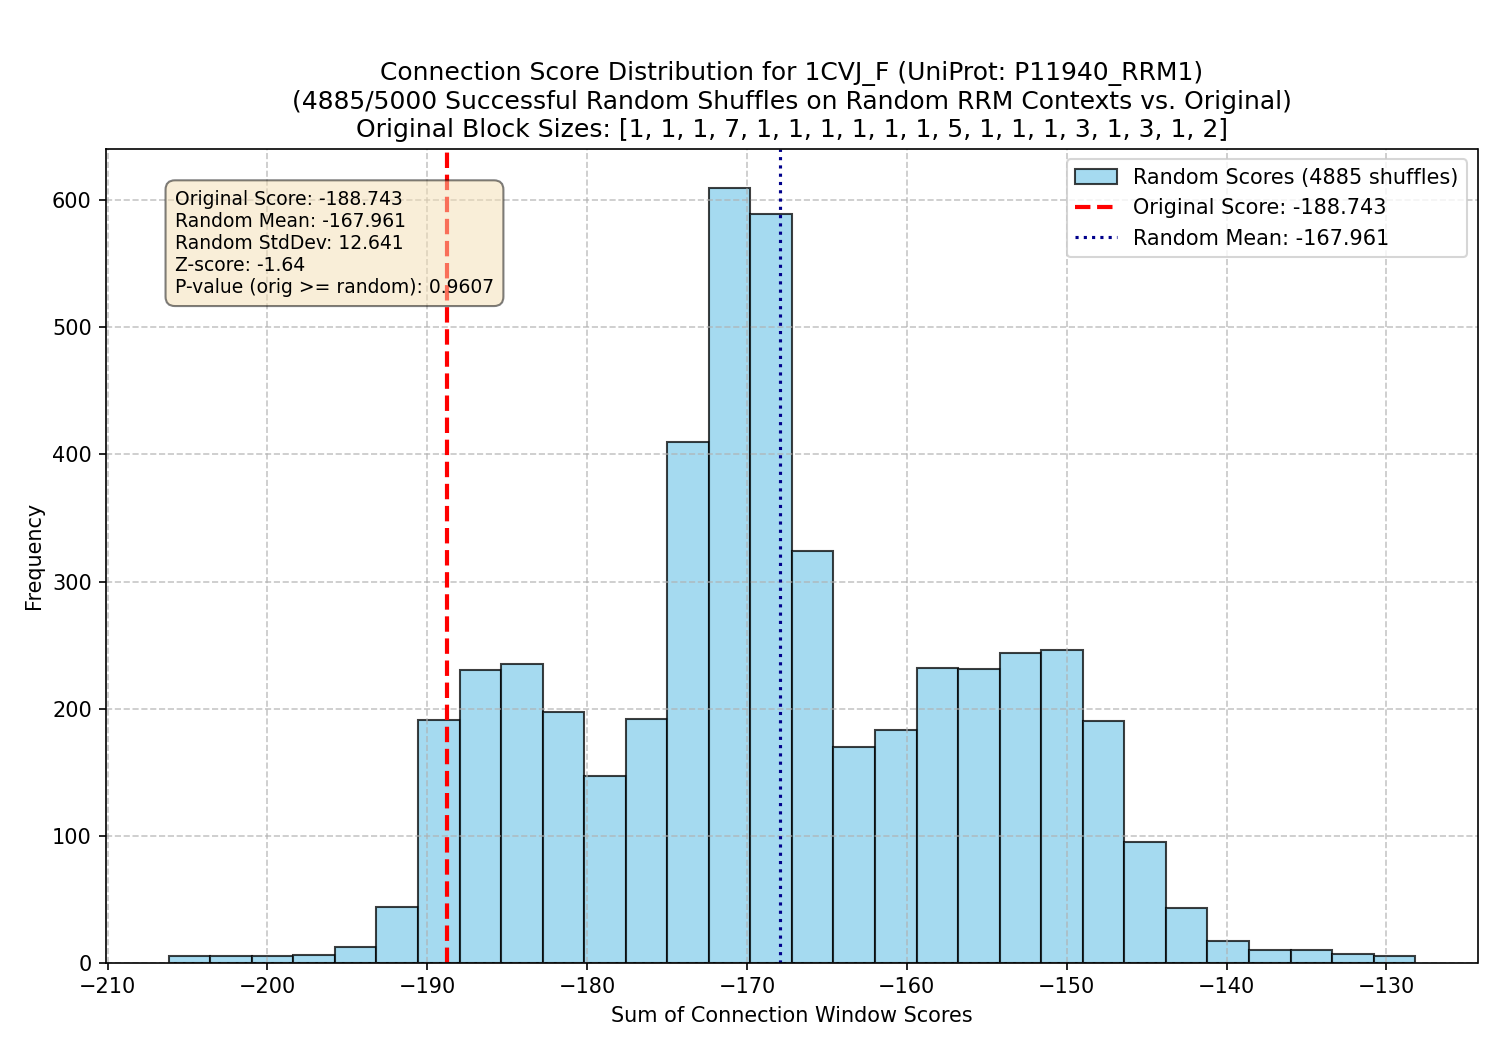 Connection Score Distribution for 1CVJ_F (UniProt: P11940_RRM1)
(4885/5000 Successful Random Shuffles on Random RRM Contexts vs. Original)
Original Block Sizes: [1, 1, 1, 7, 1, 1, 1, 1, 1, 1, 5, 1, 1, 1, 3, 1, 3, 1, 2]
Original Score: -188.743
Random Mean: -167.961
Random StdDev: 12.641
Z-score: -1.64
P-value (orig >= random): 0.9607
Random Scores (4885 shuffles)
Original Score: -188.743
Random Mean: -167.961
Frequency
600
500
400
300
200
100
0
−210 −200 −190 −180 −170 −160 −150 −140 −130
Sum of Connection Window Scores